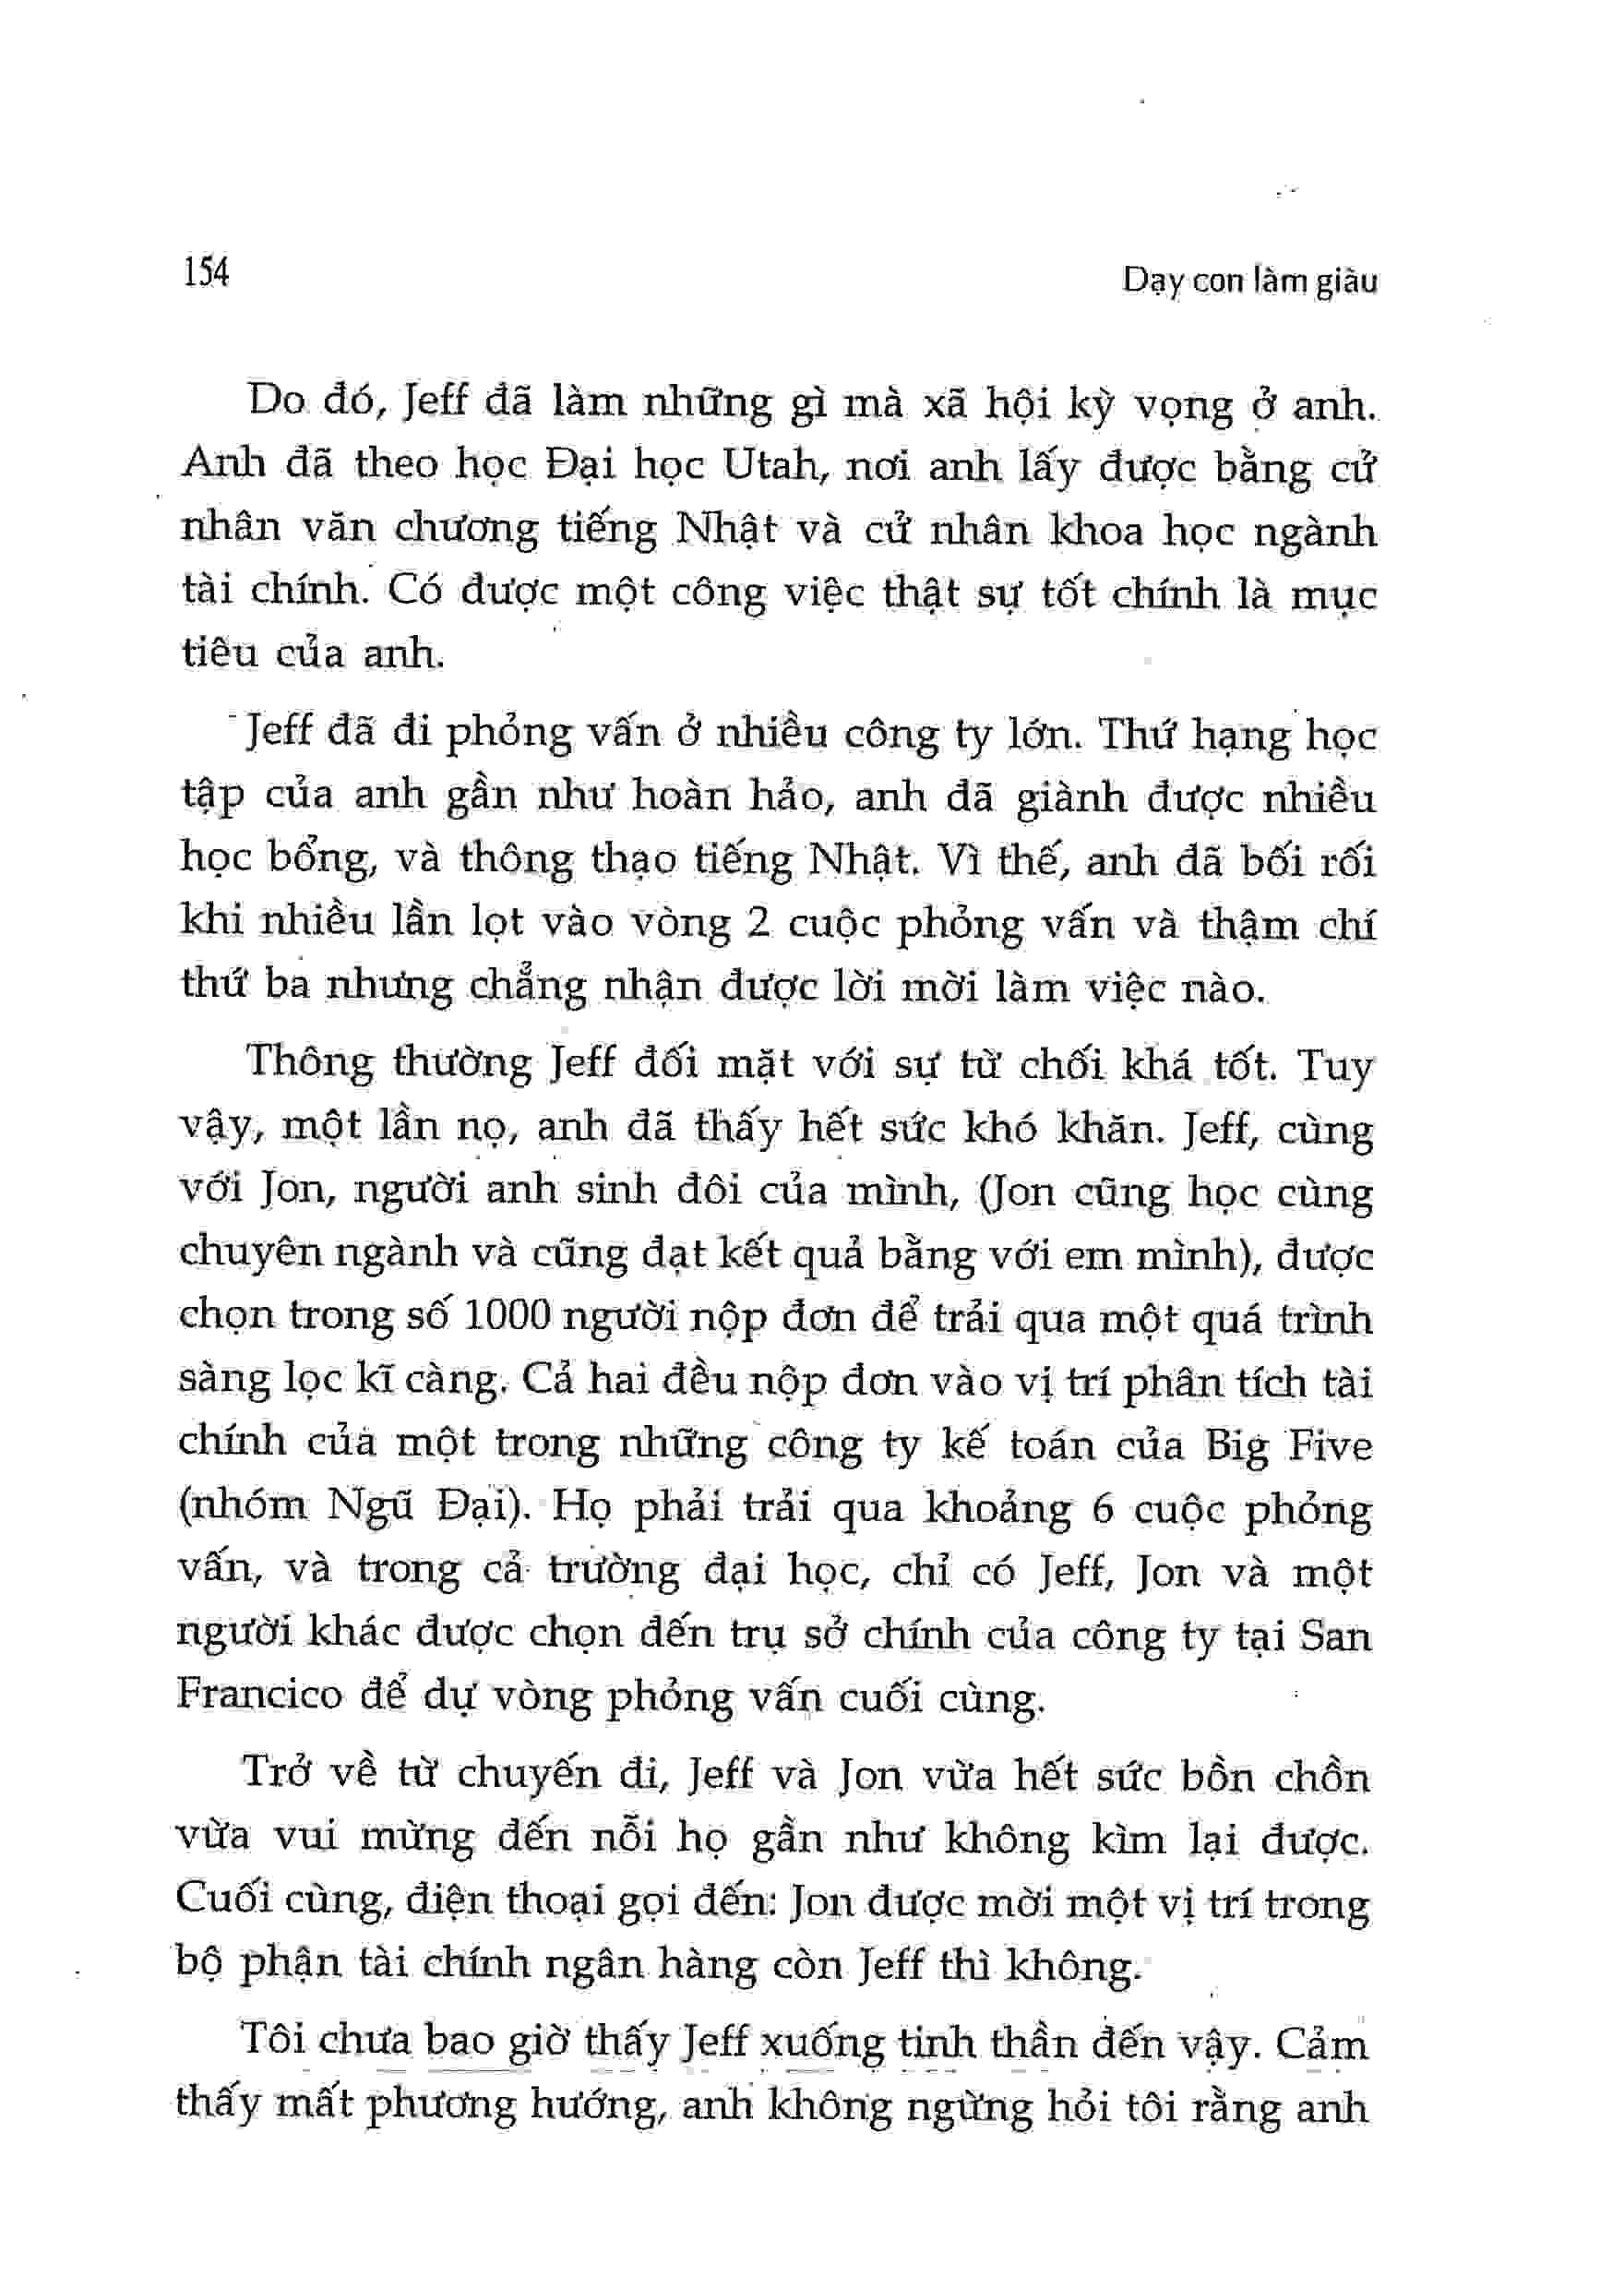 154
Dạy con làm giàu
Do đó, Jeff đã làm những gì mà xã hội kỳ vọng ở anh.
Anh đã theo học Đại học Utah, nơi anh lấy được bằng cử
nhân văn chương tiếng Nhật và cử nhân khoa học ngành
tài chính. Có được một công việc thật sự tốt chính là mục
tiêu của anh.
Jeff đã đi phỏng vấn ở nhiều công ty lớn. Thứ hạng học
tập của anh gần như hoàn hảo, anh đã giành được nhiều
học bổng, và thông thạo tiếng Nhật. Vì thế, anh đã bối rối
khi nhiều lần lọt vào vòng 2 cuộc phỏng vấn và thậm chí
thứ ba nhưng chẳng nhận được lời mời làm việc nào.
Thông thường Jeff đối mặt với sự từ chối khá tốt. Tuy
vậy, một lần nọ, anh đã thấy hết sức khó khăn. Jeff, cùng
với Jon, người anh sinh đôi của mình, (Jon cũng học cùng
chuyên ngành và cũng đạt kết quả bằng với em mình), được
chọn trong số 1000 người nộp đơn để trải qua một quá trình
sàng lọc kĩ càng. Cả hai đều nộp đơn vào vị trí phân tích tài
chính của một trong những công ty kế toán của Big Five
(nhóm Ngũ Đại). Họ phải trải qua khoảng 6 cuộc phỏng
vấn, và trong cả trường đại học, chỉ có Jeff, Jon và một
người khác được chọn đến trụ sở chính của công ty tại San
Francico để dự vòng phỏng vấn cuối cùng.
Trở về từ chuyến đi, Jeff và Jon vừa hết sức bồn chồn
vừa vui mừng đến nỗi họ gần như không kìm lại được.
Cuối cùng, điện thoại gọi đến: Jon được mời một vị trí trong
bộ phận tài chính ngân hàng còn Jeff thì không.
Tôi chưa bao giờ thấy Jeff xuống tinh thần đến vậy. Cảm
thấy mất phương hướng, anh không ngừng hỏi tôi rằng anh